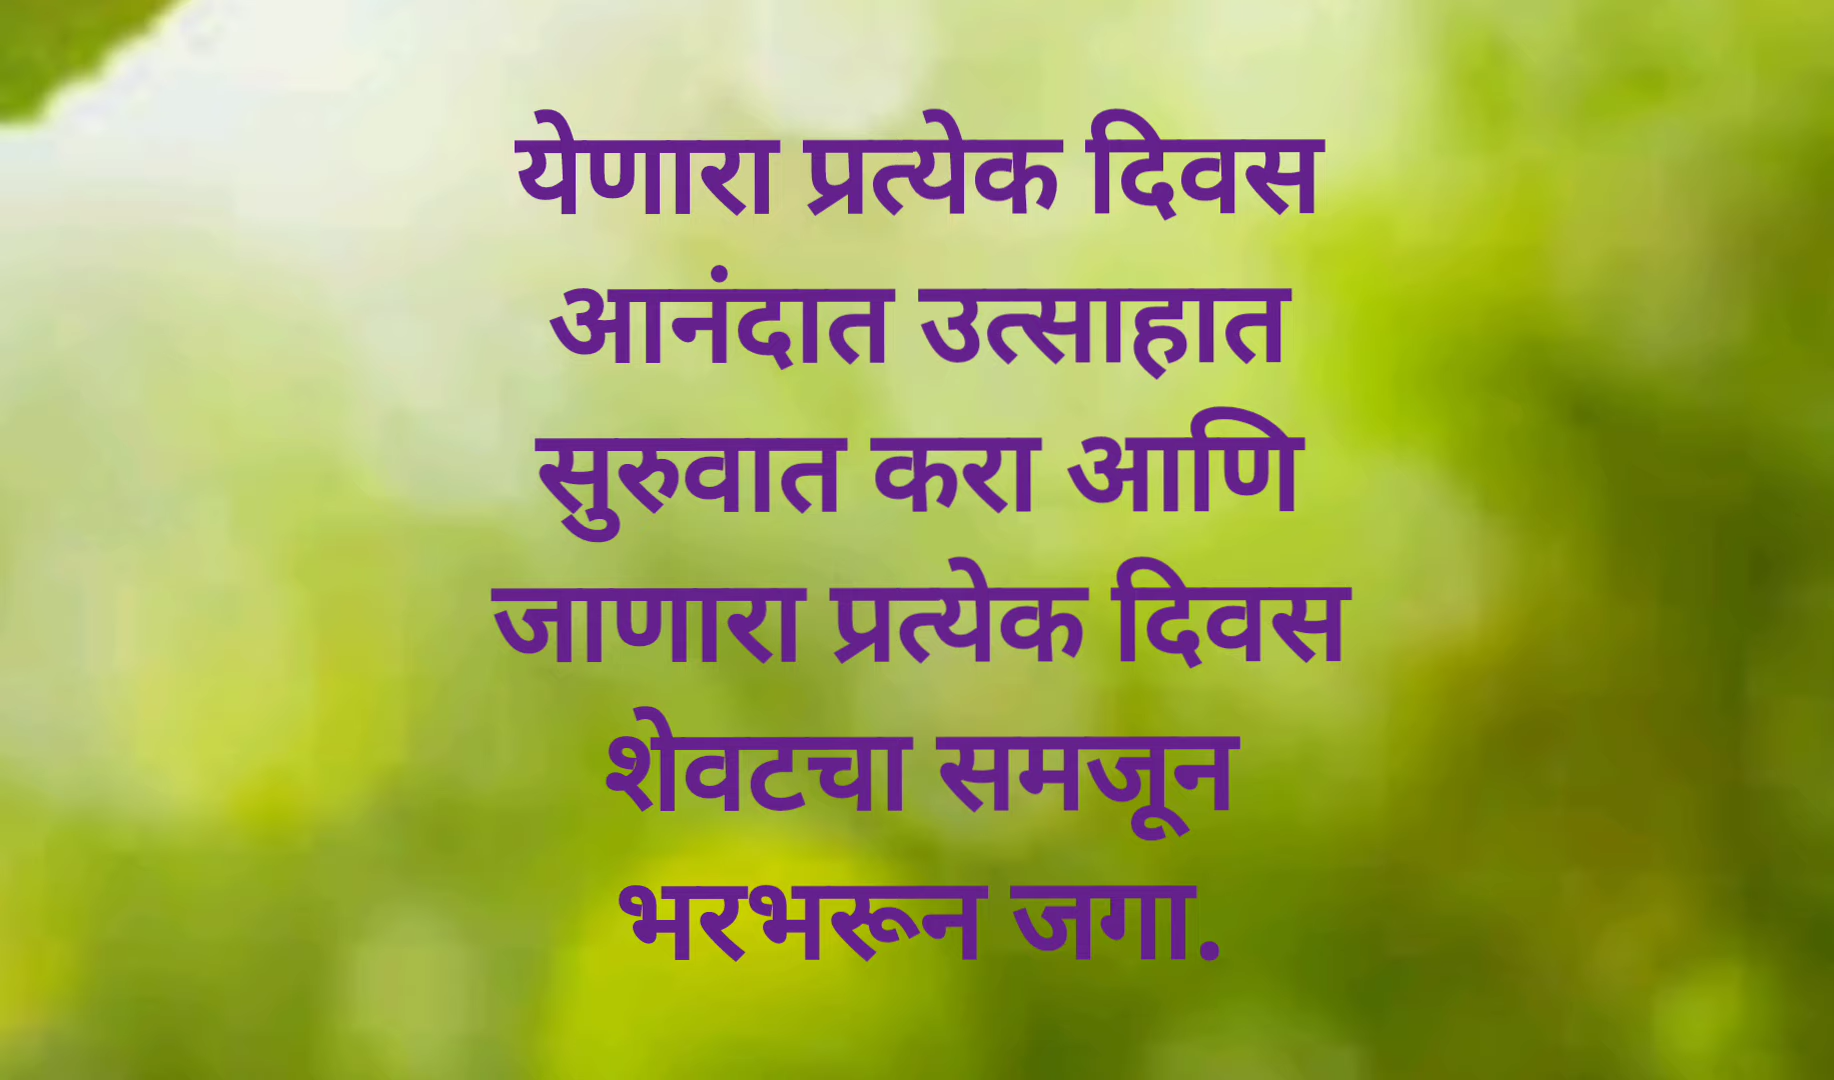 येणारा प्रत्येक दिवस
आनंदात उत्साहात
सुरुवात करा आणि
जाणारा प्रत्येक दिवस
शेवटचा समजून
भरभरून जगा.